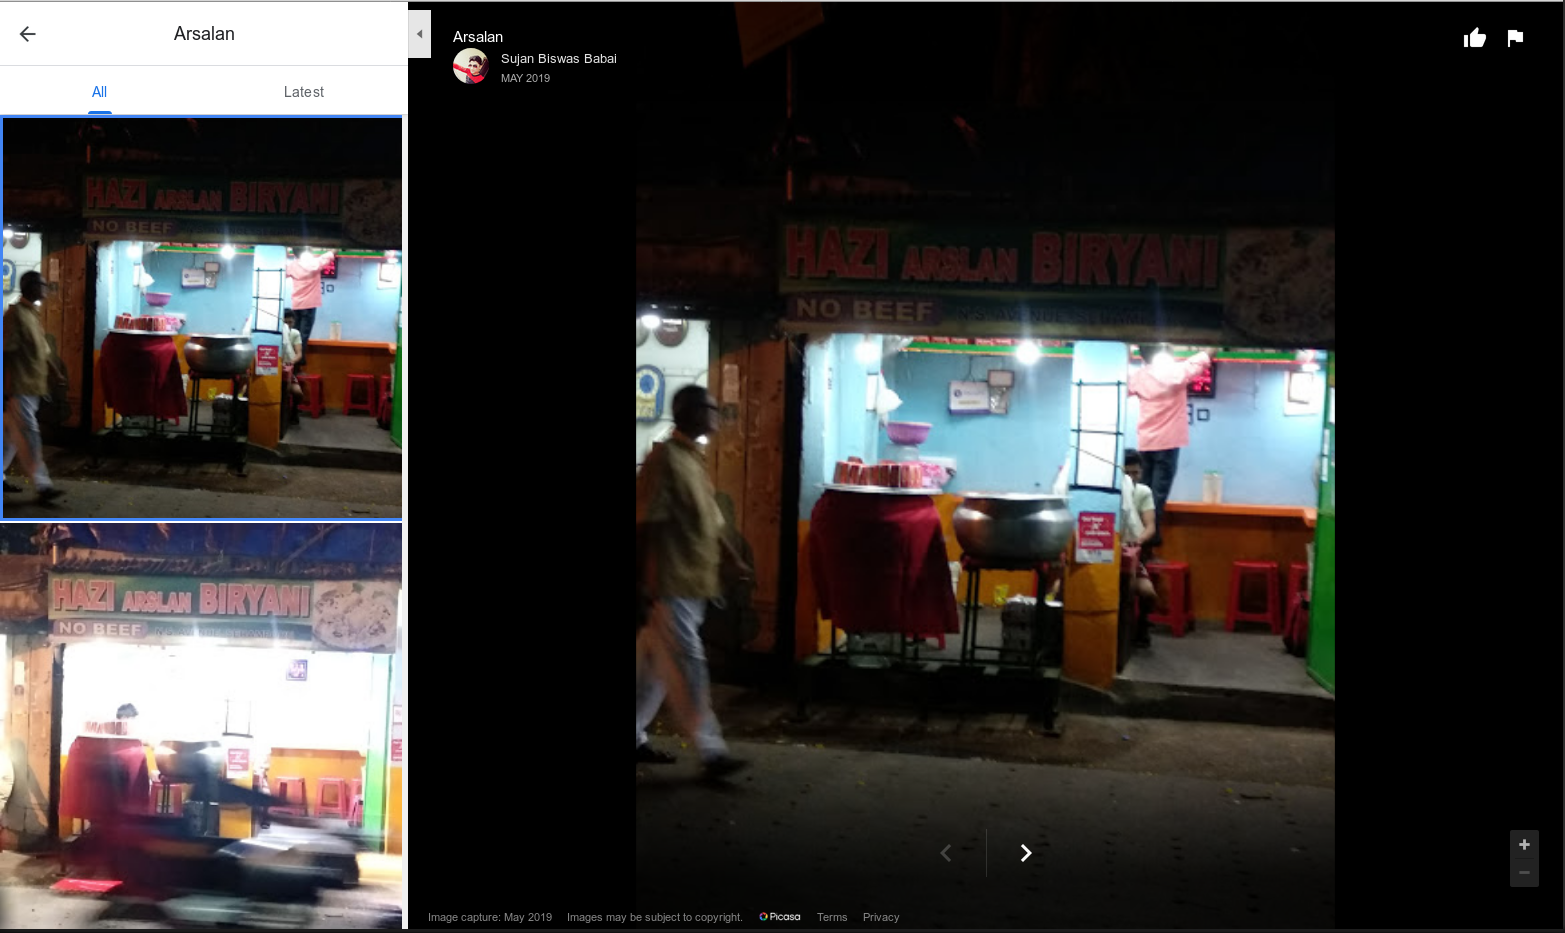 Arsalan
All
Latest
HAZI ARSLAN BIRYANI
NO BEEF
HAZI ARSLAN BIRYANI
NO BEEF
Arsalan
Sujan Biswas Babai
MAY 2019
HAZI ARSLAN BIRYANI
NO BEEF
Image capture: May 2019 Images may be subject to copyright. Picasa Terms Privacy